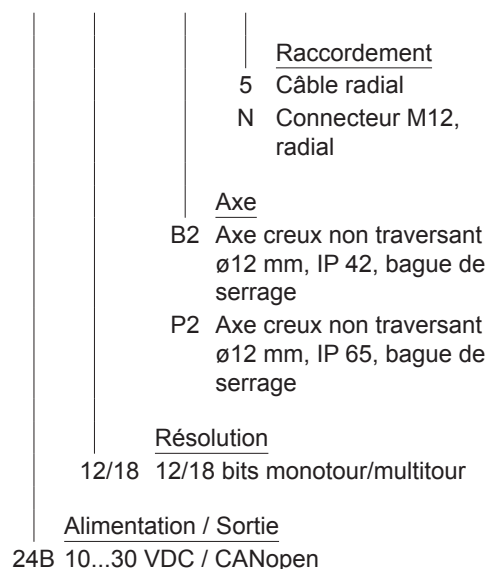 Raccordement
5 Câble radial
N Connecteur M12,
radial
Axe
B2 Axe creux non traversant
ø12 mm, IP 42, bague de
serrage
P2 Axe creux non traversant
ø12 mm, IP 65, bague de
serrage
Résolution
12/18 12/18 bits monotour/multitour
Alimentation / Sortie
24B 10...30 VDC / CANopen